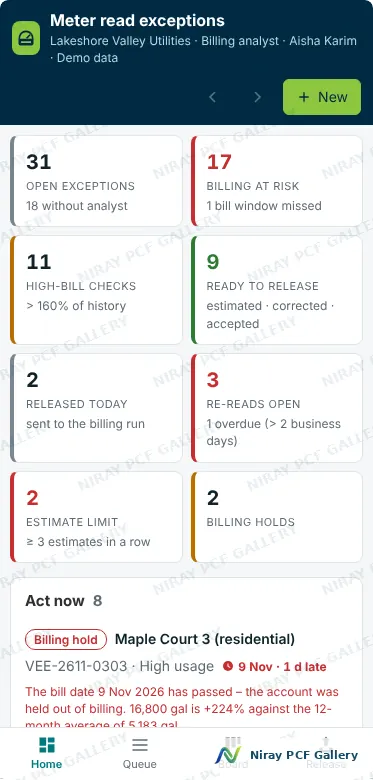 Meter read exceptions
Lakeshore Valley Utilities · Billing analyst · Aisha Karim
· Demo data
+ New
31
OPEN EXCEPTIONS
18 without analyst
17
BILLING AT RISK
1 bill window missed
11
HIGH-BILL CHECKS
> 160% of history
9
READY TO RELEASE
estimated · corrected ·
accepted
2
RELEASED TODAY
sent to the billing run
3
RE-READS OPEN
1 overdue (> 2 business
days)
2
ESTIMATE LIMIT
≥ 3 estimates in a row
2
BILLING HOLDS
Act now 8
Billing hold Maple Court 3 (residential)
VEE-2611-0303 · High usage 9 Nov · 1 d late
The bill date 9 Nov 2026 has passed – the account was
held out of billing. 16,800 gal is +224% against the 12-
month average of 5,183 gal
Home
Queue
Board
Release
Niray PCF Gallery
NIRAY PCF GALLERY